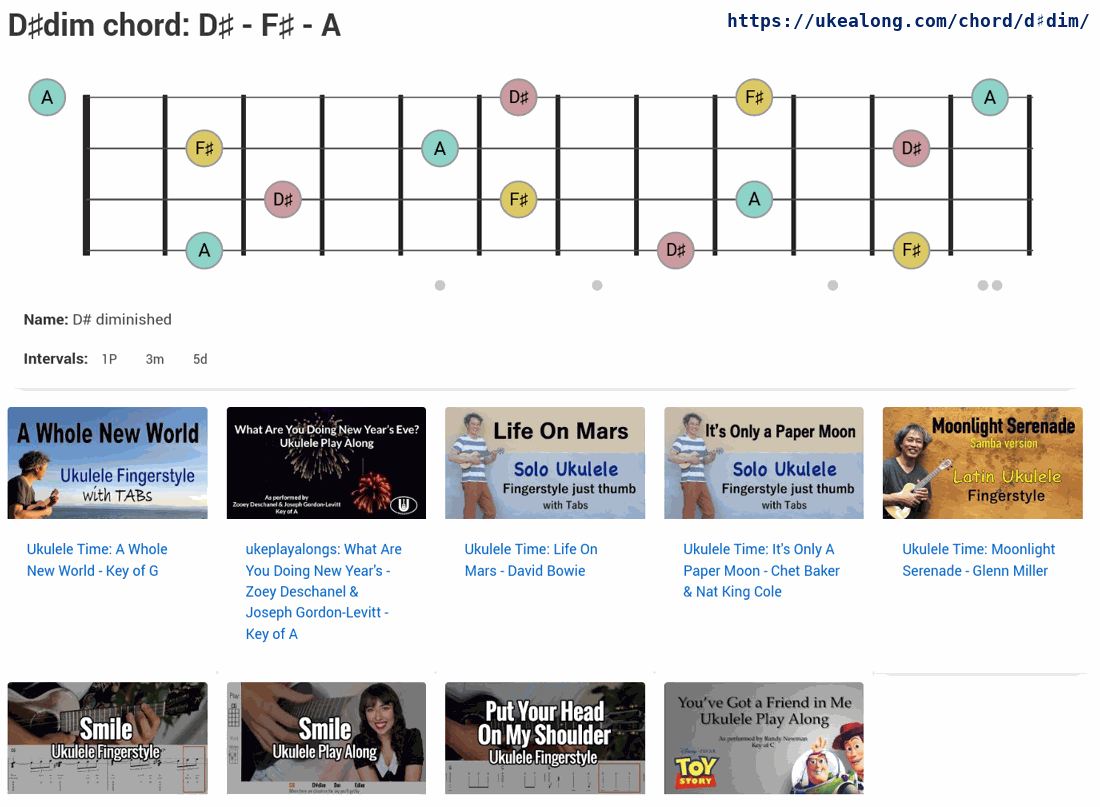 D♯dim chord: D♯ - F♯ - A
https://ukealong.com/chord/d♯dim/
A
D♯
F♯
A
F♯
A
D♯
D♯
F♯
A
A
D♯
F♯
Name: D# diminished
Intervals: 1P 3m 5d
A Whole New World
Ukulele Fingerstyle
with TABs
What Are You Doing New Year's Eve?
Ukulele Play Along
As performed by
Zooey Deschanel & Joseph Gordon-Levitt
Key of A
Life On Mars
Solo Ukulele
Fingerstyle just thumb
with Tabs
It's Only a Paper Moon
Solo Ukulele
Fingerstyle just thumb
with Tabs
Moonlight Serenade
Samba version
Latin Ukulele
Fingerstyle
Ukulele Time: A Whole
New World - Key of G
ukeplayalongs: What Are
You Doing New Year's -
Zoey Deschanel &
Joseph Gordon-Levitt -
Key of A
Ukulele Time: Life On
Mars - David Bowie
Ukulele Time: It's Only A
Paper Moon - Chet Baker
& Nat King Cole
Ukulele Time: Moonlight
Serenade - Glenn Miller
Smile
Ukulele Fingerstyle
Smile
Ukulele Play Along
Put Your Head
On My Shoulder
Ukulele Fingerstyle
You've Got a Friend in Me
Ukulele Play Along
As performed by Randy Newman
Key of C
Disney · PIXAR
TOY
STORY